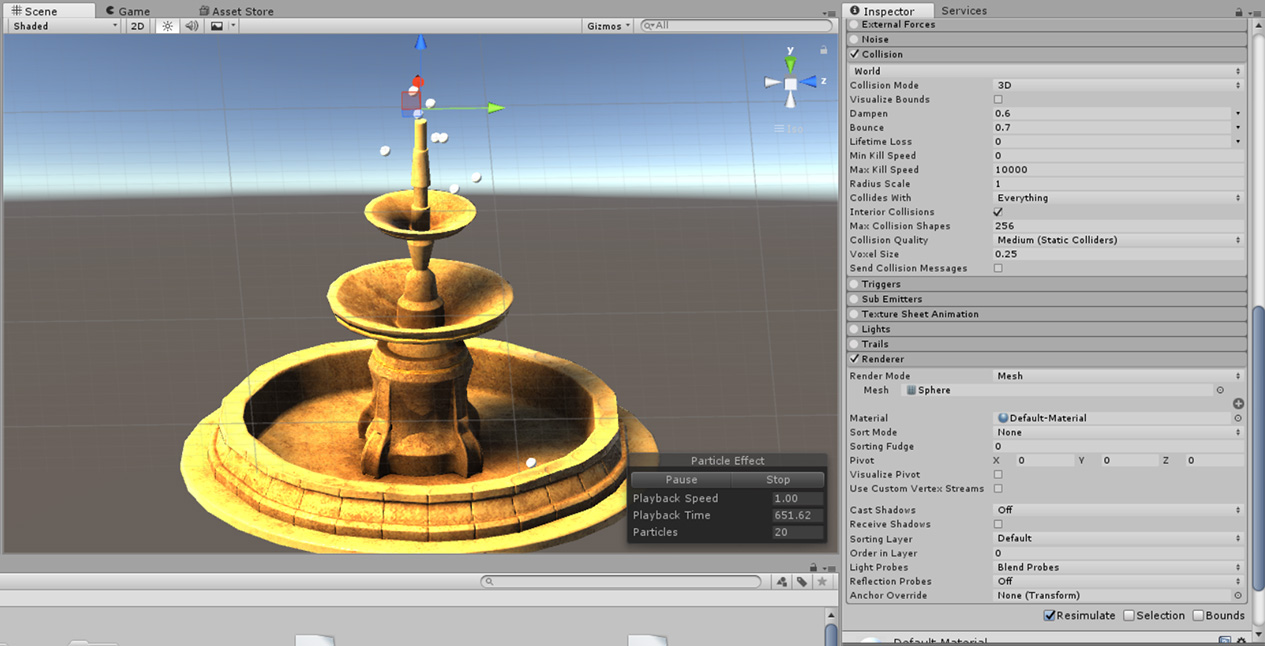 Scene Game Asset Store
Shaded 2D Gizmos All
y
z
Particle Effect
Pause Stop
Playback Speed 1.00
Playback Time 651.62
Particles 20
Inspector Services
External Forces
Noise
Collision
World
Collision Mode 3D
Visualize Bounds
Dampen 0.6
Bounce 0.7
Lifetime Loss 0
Min Kill Speed 0
Max Kill Speed 10000
Radius Scale 1
Collides With Everything
Interior Collisions
Max Collision Shapes 256
Collision Quality Medium (Static Colliders)
Voxel Size 0.25
Send Collision Messages
Triggers
Sub Emitters
Texture Sheet Animation
Lights
Trails
Renderer
Render Mode Mesh
Mesh Sphere
Material Default-Material
Sort Mode None
Sorting Fudge 0
Pivot X 0 Y 0 Z 0
Visualize Pivot
Use Custom Vertex Streams
Cast Shadows Off
Receive Shadows
Sorting Layer Default
Order in Layer 0
Light Probes Blend Probes
Reflection Probes Off
Anchor Override None (Transform)
Resimulate Selection Bounds
Default-Material